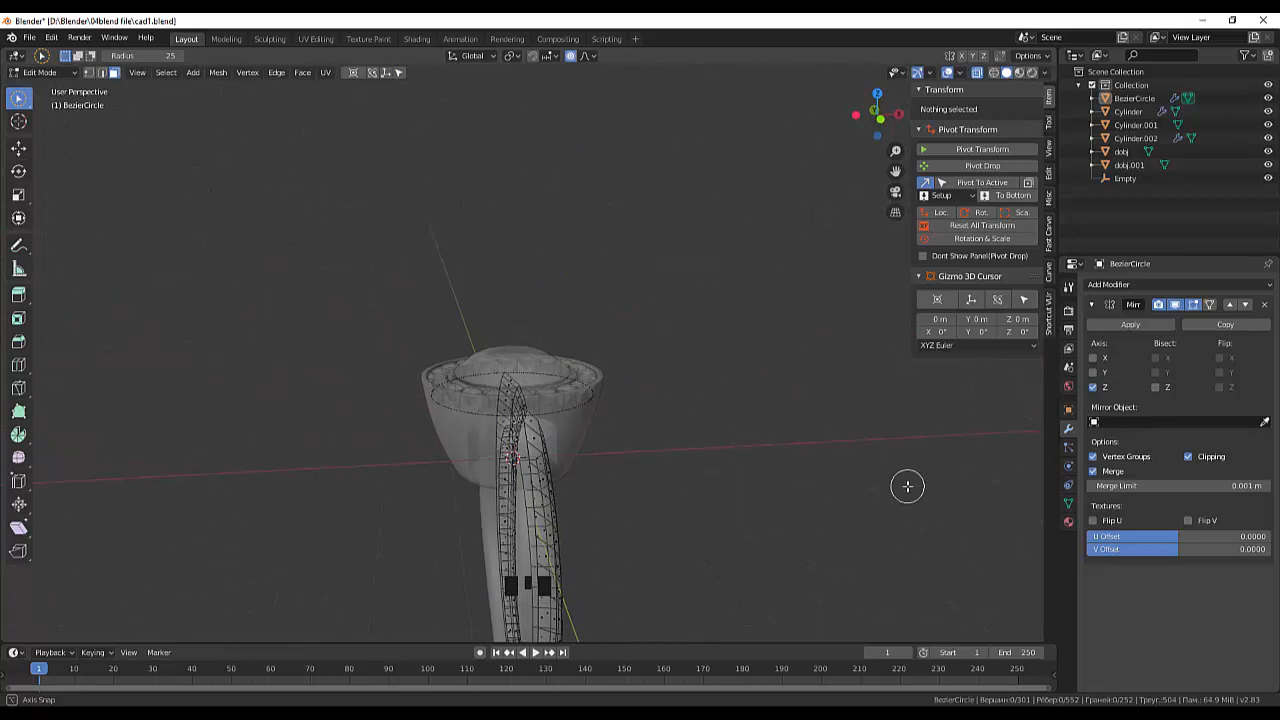 Blender* [D:\Blender\04blend file\cad1.blend]
File Edit Render Window Help Layout Modeling Sculpting UV Editing Texture Paint Shading Animation Rendering Compositing Scripting + Scene View Layer
Radius 25 Global X Y Z Options
Edit Mode View Select Add Mesh Vertex Edge Face UV
User Perspective
(1) BezierCircle
Z
X
Y
Transform
Nothing selected
Pivot Transform
Pivot Transform
Pivot Drop
Pivot To Active
Setup To Bottom
Loc. Rot. Sca.
Reset All Transform
Rotation & Scale
Dont Show Panel(Pivot Drop)
Gizmo 3D Cursor
0 m Y 0 m Z 0 m
X 0° Y 0° Z 0°
XYZ Euler
Item
Tool
View
Edit
Misc
Fast Carve
Curve
Shortcut VUr
Scene Collection
Collection
BezierCircle
Cylinder
Cylinder.001
Cylinder.002
dobj
dobj.001
Empty
BezierCircle
Add Modifier
Mirr
Apply Copy
Axis: Bisect: Flip:
X X X
Y Y Y
Z Z Z
Mirror Object:
Options:
Vertex Groups Clipping
Merge
Merge Limit 0.001 m
Textures:
Flip U Flip V
U Offset 0.0000
V Offset 0.0000
Playback Keying View Marker 1 Start 1 End 250
1 10 20 30 40 50 60 70 80 90 100 110 120 130 140 150 160 170 180 190 200 210 220 230 240 250
Axis Snap BezierCircle | Вершин:0/301 | Рёбер:0/552 | Граней:0/252 | Треуг.:504 | Пам.: 64.9 MiB | v2.83